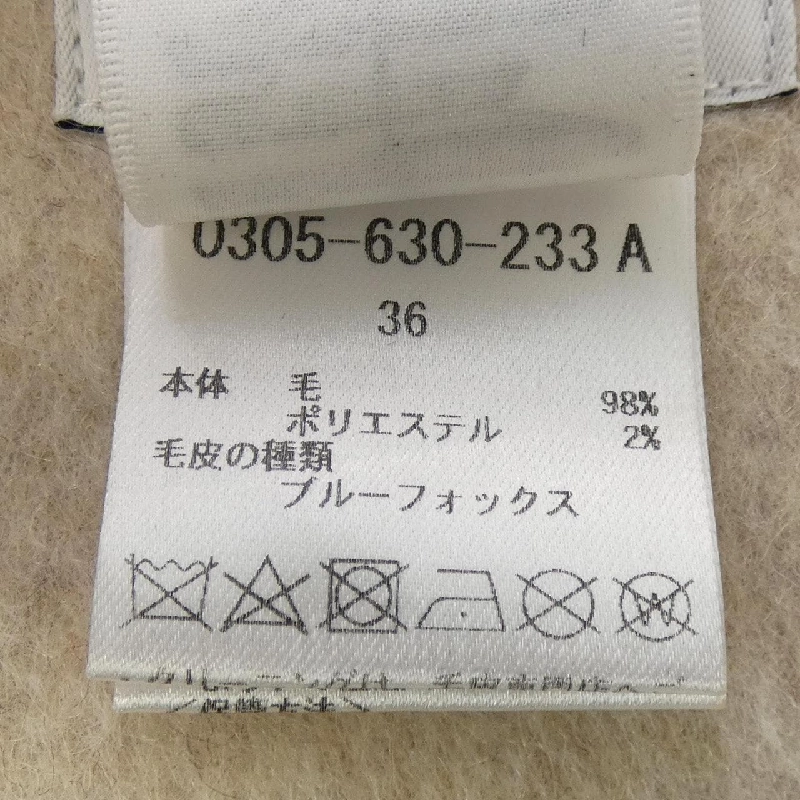 0305-630-233 A
36
本体 毛 98%
ポリエステル 2%
毛皮の種類
ブルーフォックス
W